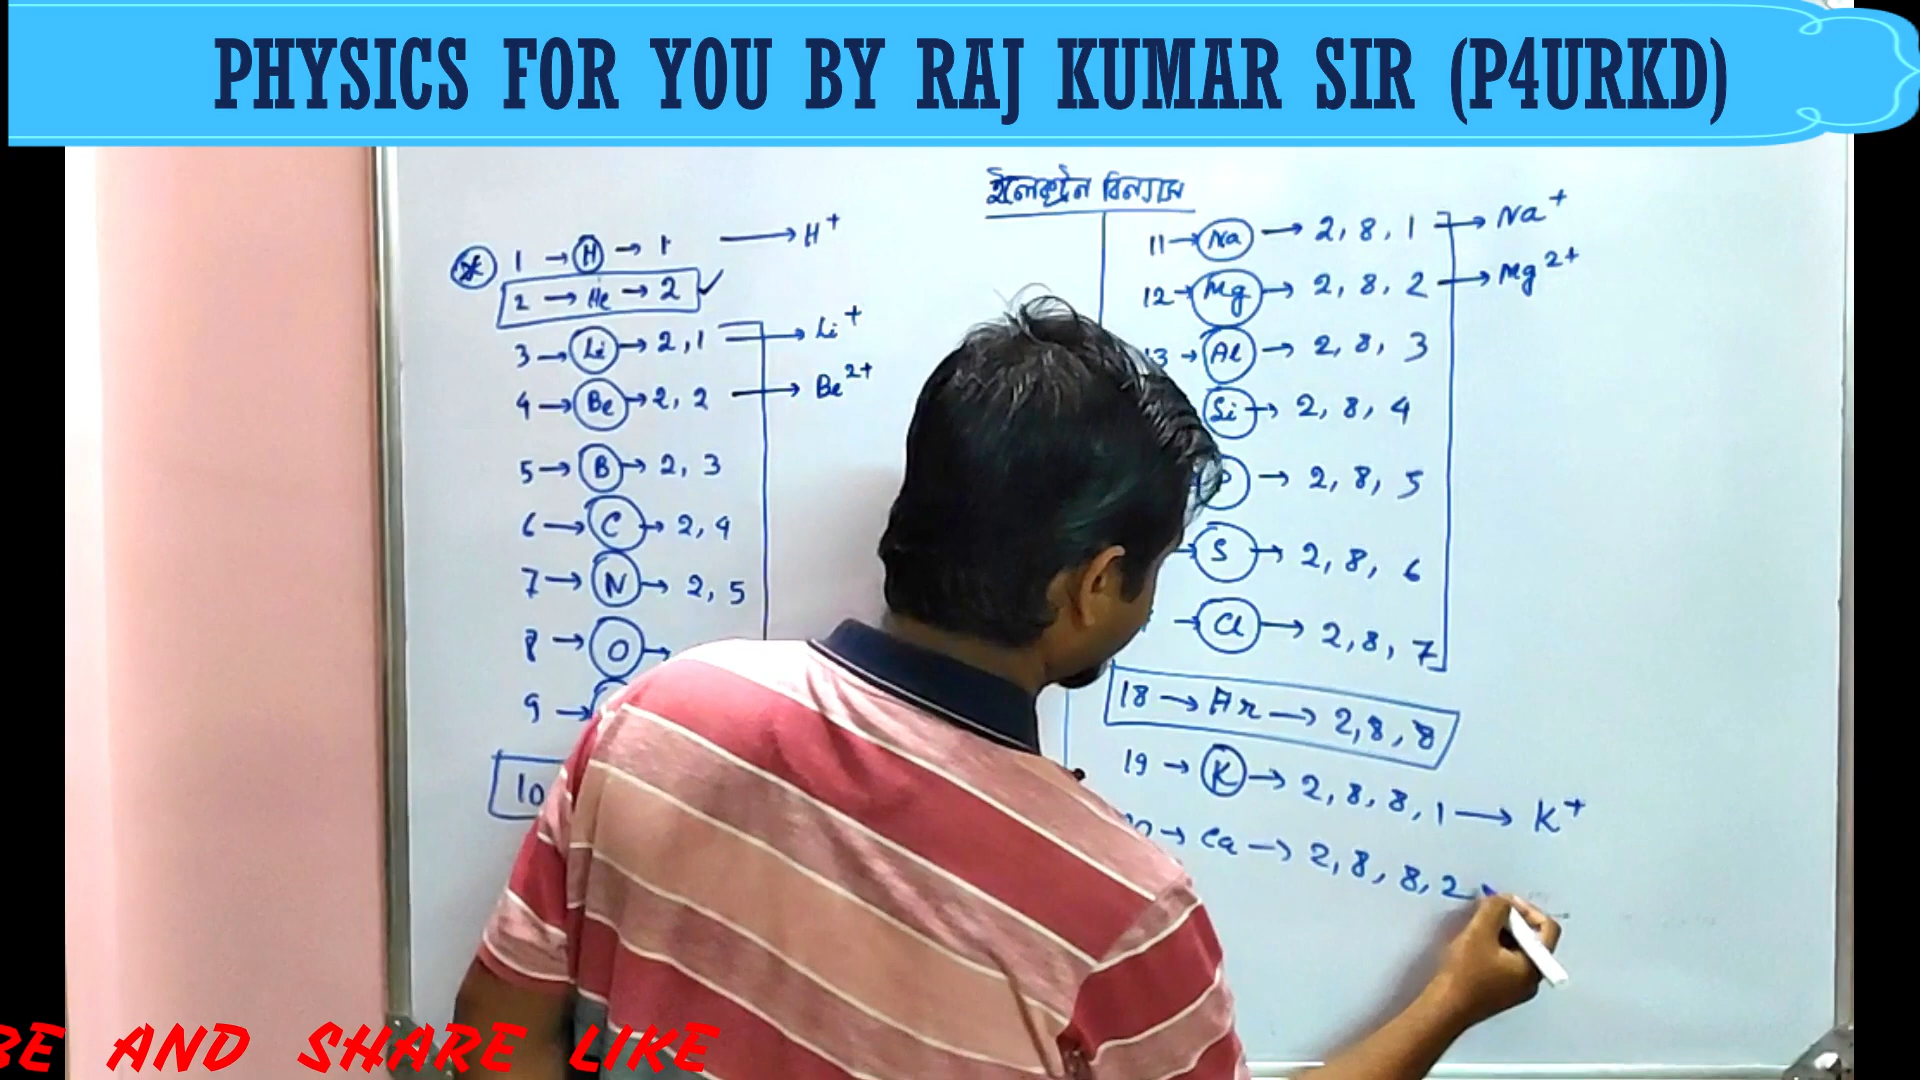 PHYSICS FOR YOU BY RAJ KUMAR SIR (P4URKD)
ইলেকট্রন বিন্যাস
1 → H → 1 → H⁺
2 → He → 2 ✓
3 → Li → 2, 1 → Li⁺
4 → Be → 2, 2 → Be²⁺
5 → B → 2, 3
6 → C → 2, 4
7 → N → 2, 5
8 → O →
9 →
10
11 → Na → 2, 8, 1 → Na⁺
12 → Mg → 2, 8, 2 → Mg²⁺
13 → Al → 2, 8, 3
Si → 2, 8, 4
P → 2, 8, 5
→ S → 2, 8, 6
→ Cl → 2, 8, 7
18 → Ar → 2, 8, 8
19 → K → 2, 8, 8, 1 → K⁺
→ Ca → 2, 8, 8, 2
BE AND SHARE LIKE